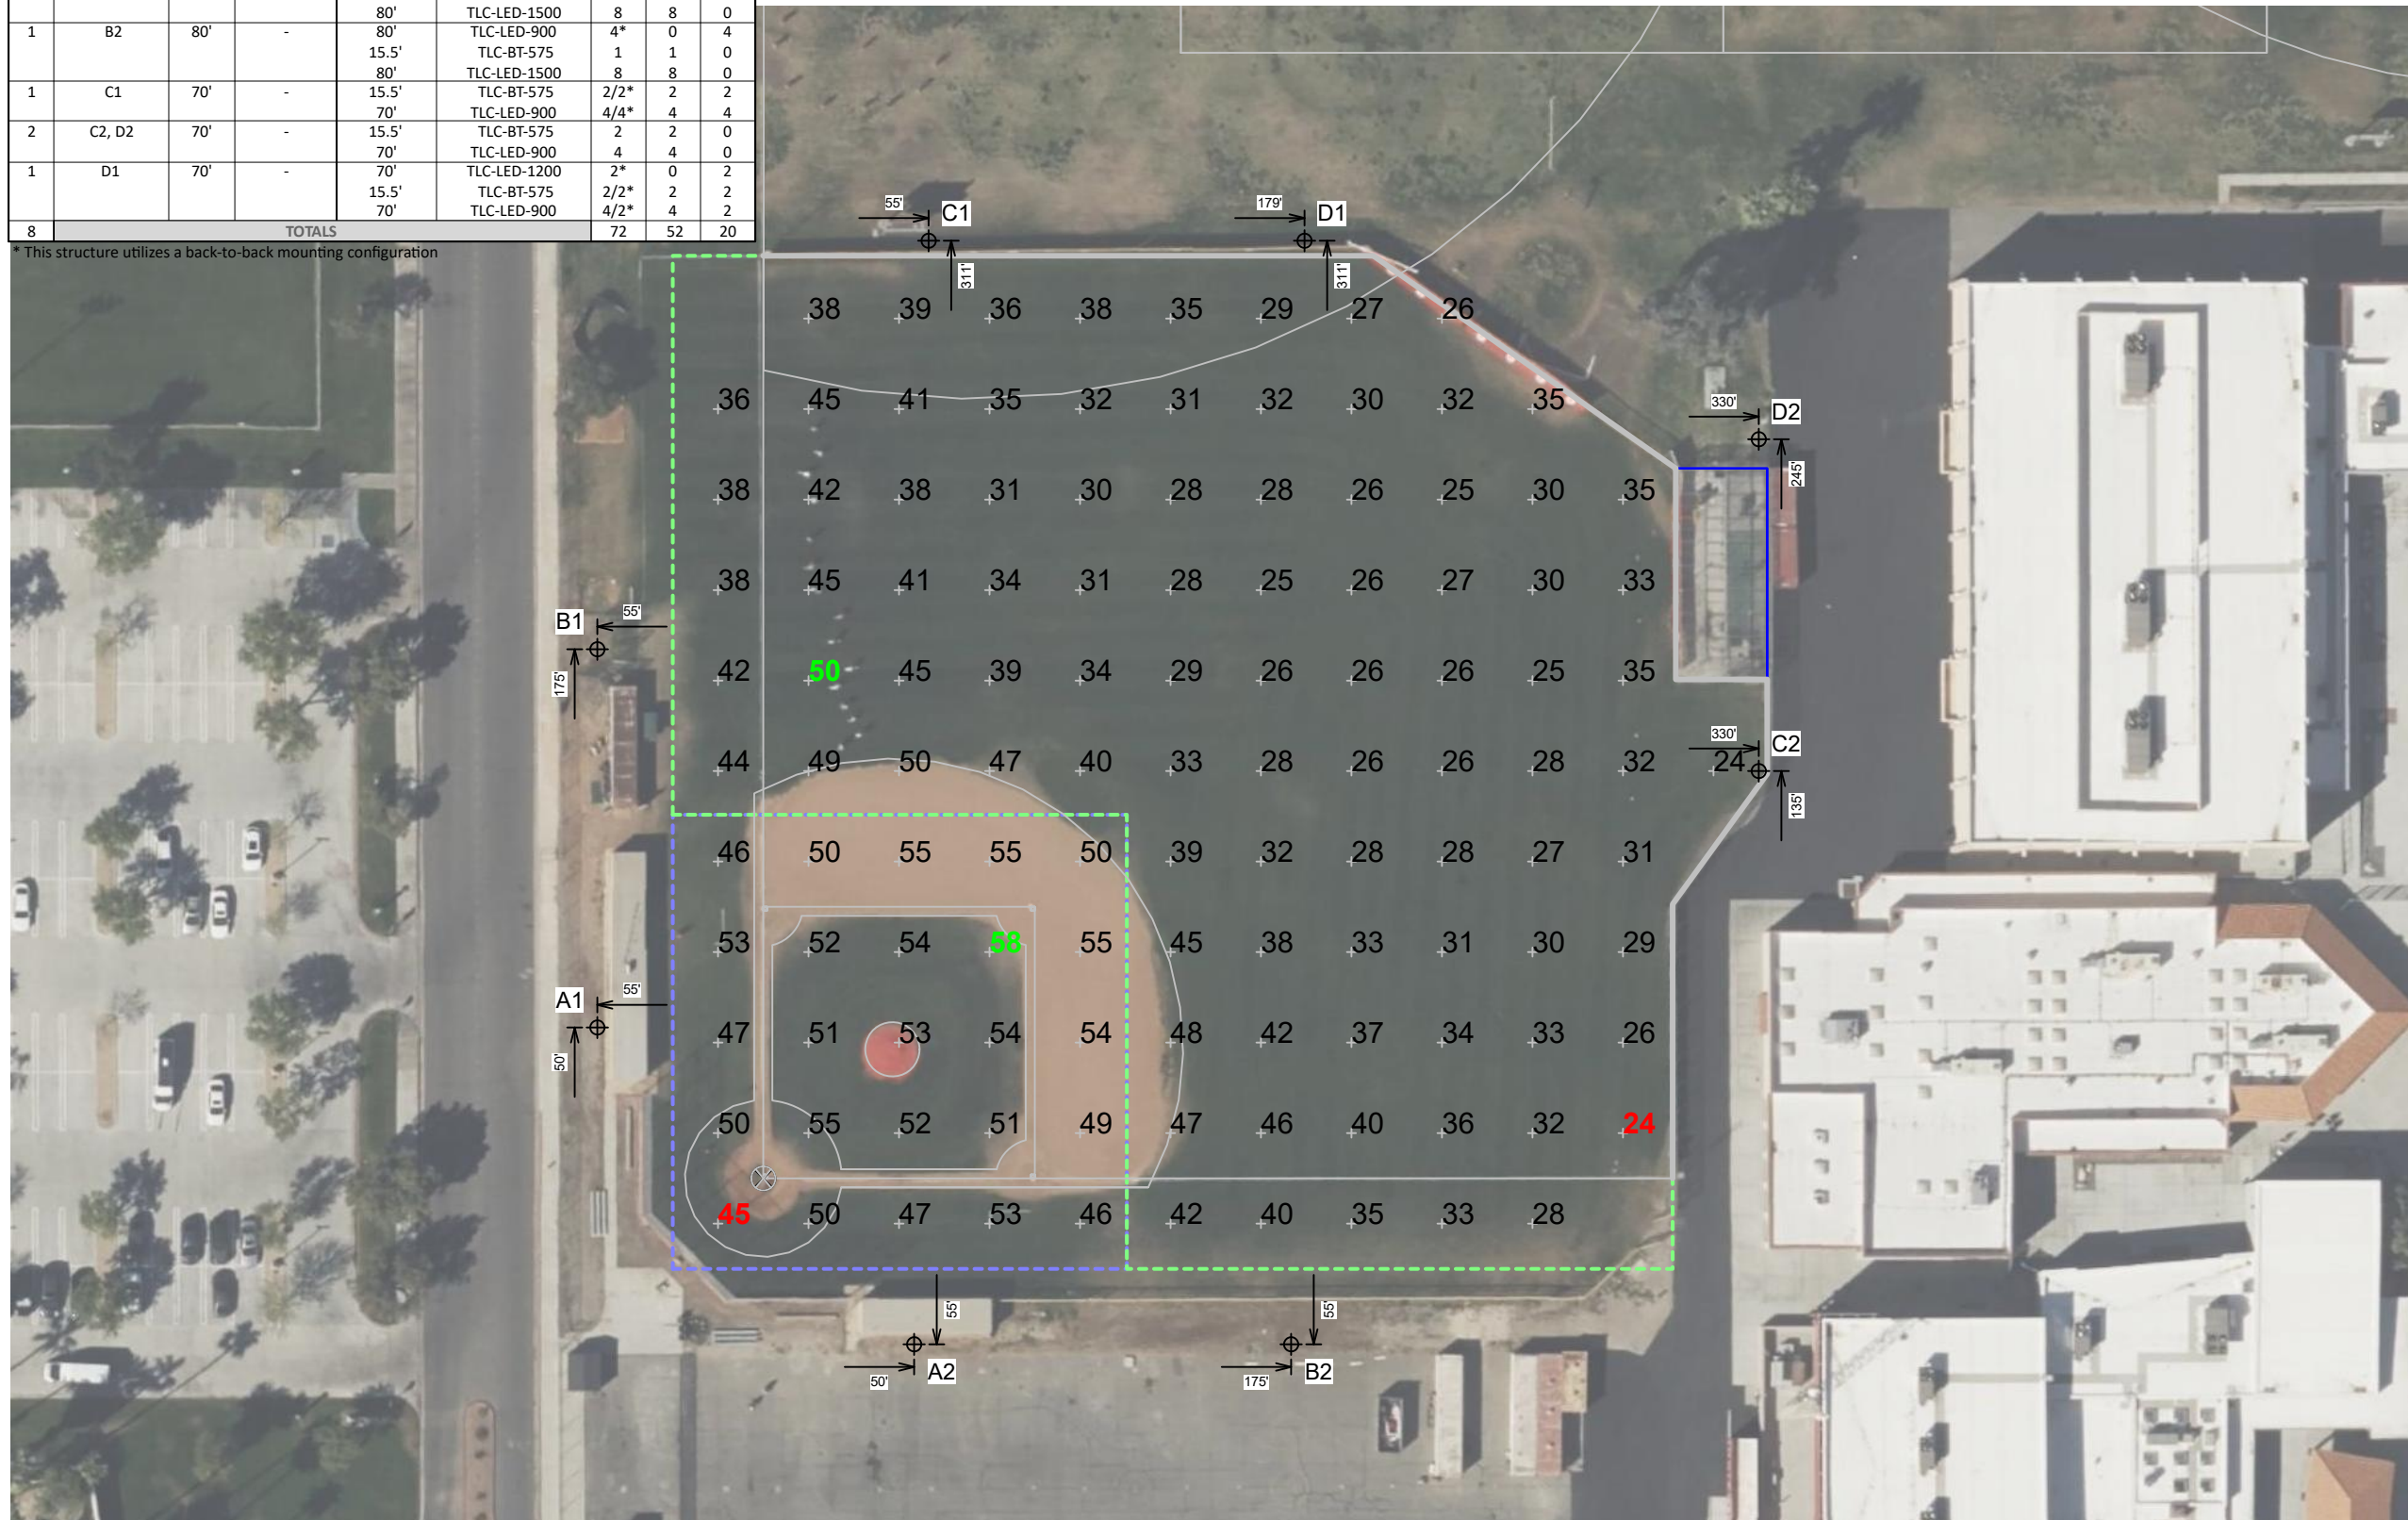 80' TLC-LED-1500 8 8 0
1 B2 80' - 80' TLC-LED-900 4* 0 4
15.5' TLC-BT-575 1 1 0
80' TLC-LED-1500 8 8 0
1 C1 70' - 15.5' TLC-BT-575 2/2* 2 2
70' TLC-LED-900 4/4* 4 4
2 C2, D2 70' - 15.5' TLC-BT-575 2 2 0
70' TLC-LED-900 4 4 0
1 D1 70' - 70' TLC-LED-1200 2* 0 2
15.5' TLC-BT-575 2/2* 2 2
70' TLC-LED-900 4/2* 4 2
8 TOTALS 72 52 20
* This structure utilizes a back-to-back mounting configuration
55' C1 179' D1
311' 311'
38 39 36 38 35 29 27 26
36 45 41 35 32 31 32 30 32 35
330' D2
245'
38 42 38 31 30 28 28 26 25 30 35
38 45 41 34 31 28 25 26 27 30 33
B1 55'
175'
42 50 45 39 34 29 26 26 26 25 35
330' C2
44 49 50 47 40 33 28 26 26 28 32 24
135'
46 50 55 55 50 39 32 28 28 27 31
53 52 54 58 55 45 38 33 31 30 29
A1 55'
50'
47 51 53 54 54 48 42 37 34 33 26
50 55 52 51 49 47 46 40 36 32 24
45 50 47 53 46 42 40 35 33 28
55' 55'
50' A2 175' B2